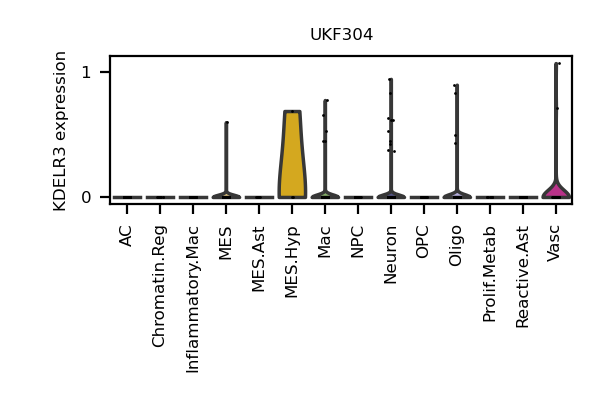 UKF304
KDELR3 expression
1
0
AC
Chromatin.Reg
Inflammatory.Mac
MES
MES.Ast
MES.Hyp
Mac
NPC
Neuron
OPC
Oligo
Prolif.Metab
Reactive.Ast
Vasc